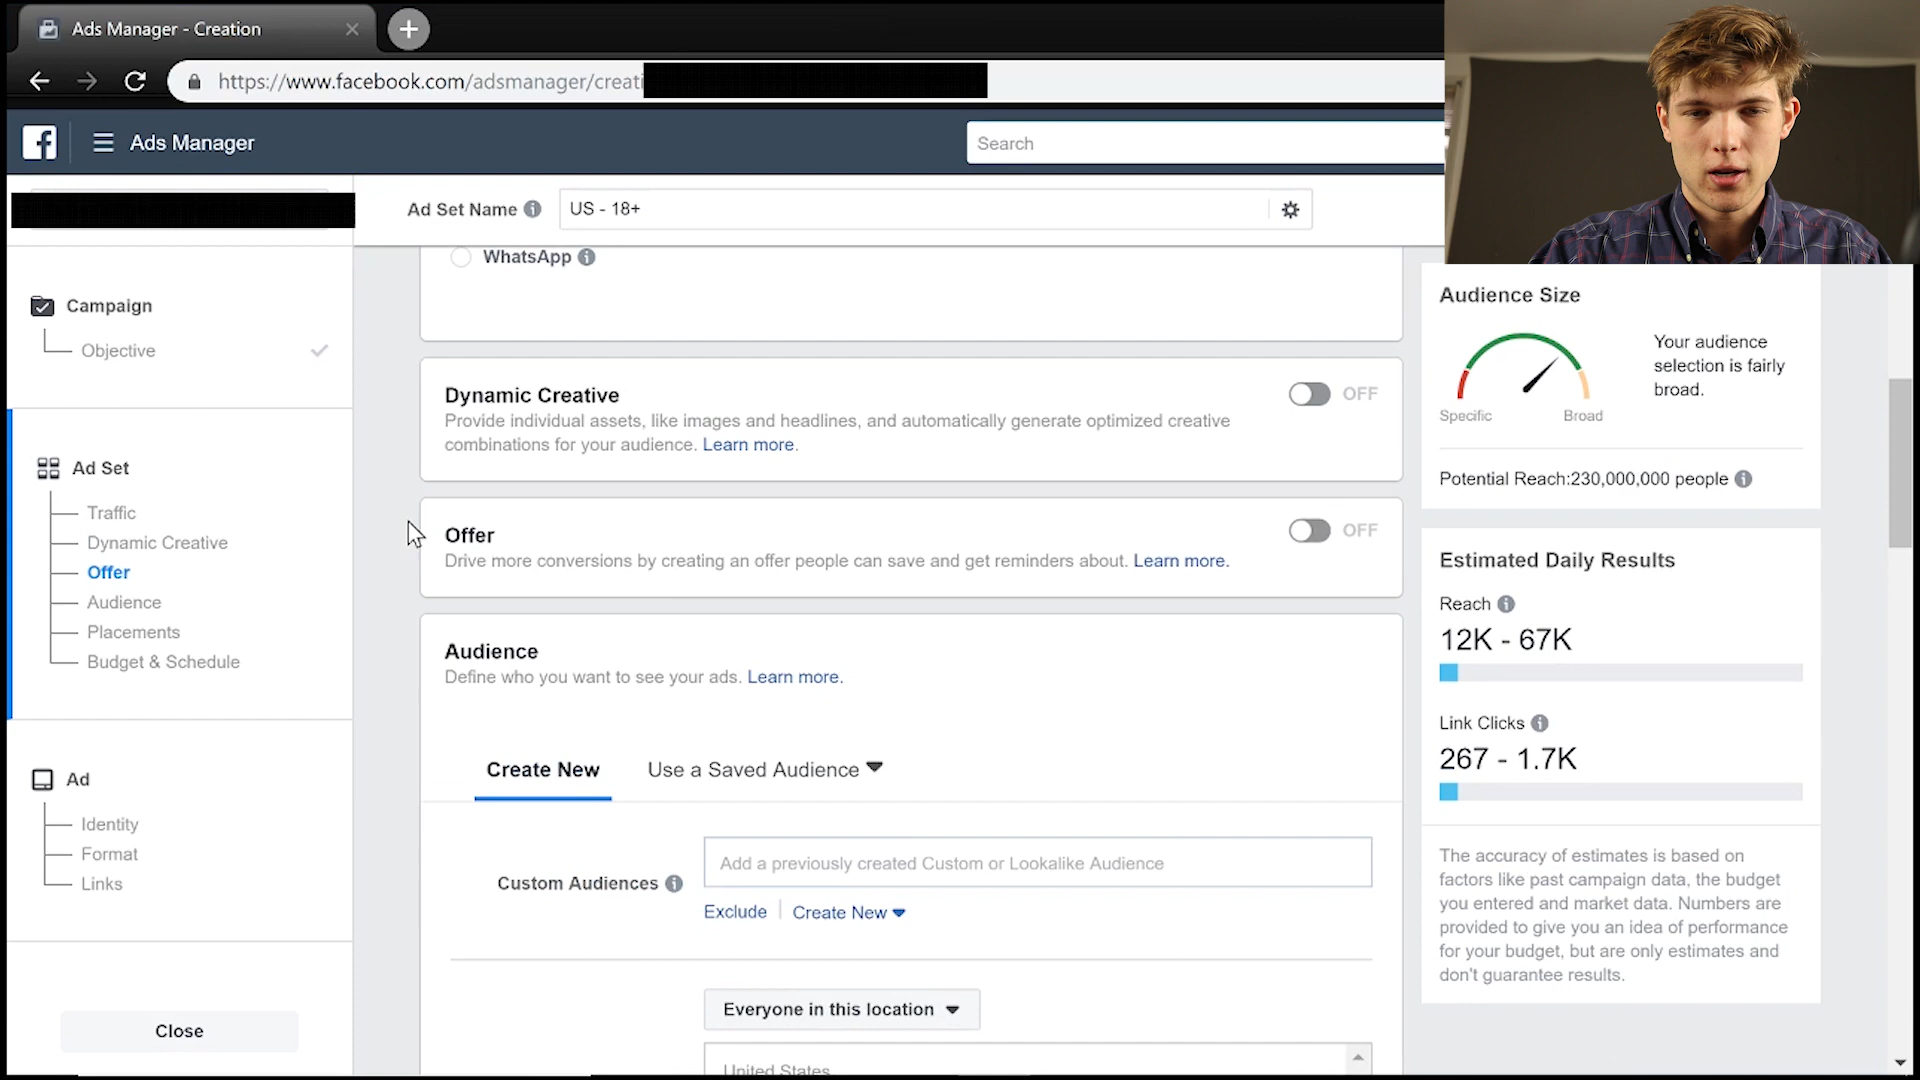 Ads Manager - Creation
https://www.facebook.com/adsmanager/creati
Ads Manager
Search
Ad Set Name
US - 18+
WhatsApp
Campaign
Objective
Ad Set
Traffic
Dynamic Creative
Offer
Audience
Placements
Budget & Schedule
Ad
Identity
Format
Links
Close
Dynamic Creative
OFF
Provide individual assets, like images and headlines, and automatically generate optimized creative
combinations for your audience. Learn more.
Offer
OFF
Drive more conversions by creating an offer people can save and get reminders about. Learn more.
Audience
Define who you want to see your ads. Learn more.
Create New
Use a Saved Audience
Custom Audiences
Add a previously created Custom or Lookalike Audience
Exclude
Create New
Everyone in this location
United States
Audience Size
Your audience
selection is fairly
broad.
Specific
Broad
Potential Reach:230,000,000 people
Estimated Daily Results
Reach
12K - 67K
Link Clicks
267 - 1.7K
The accuracy of estimates is based on
factors like past campaign data, the budget
you entered and market data. Numbers are
provided to give you an idea of performance
for your budget, but are only estimates and
don't guarantee results.